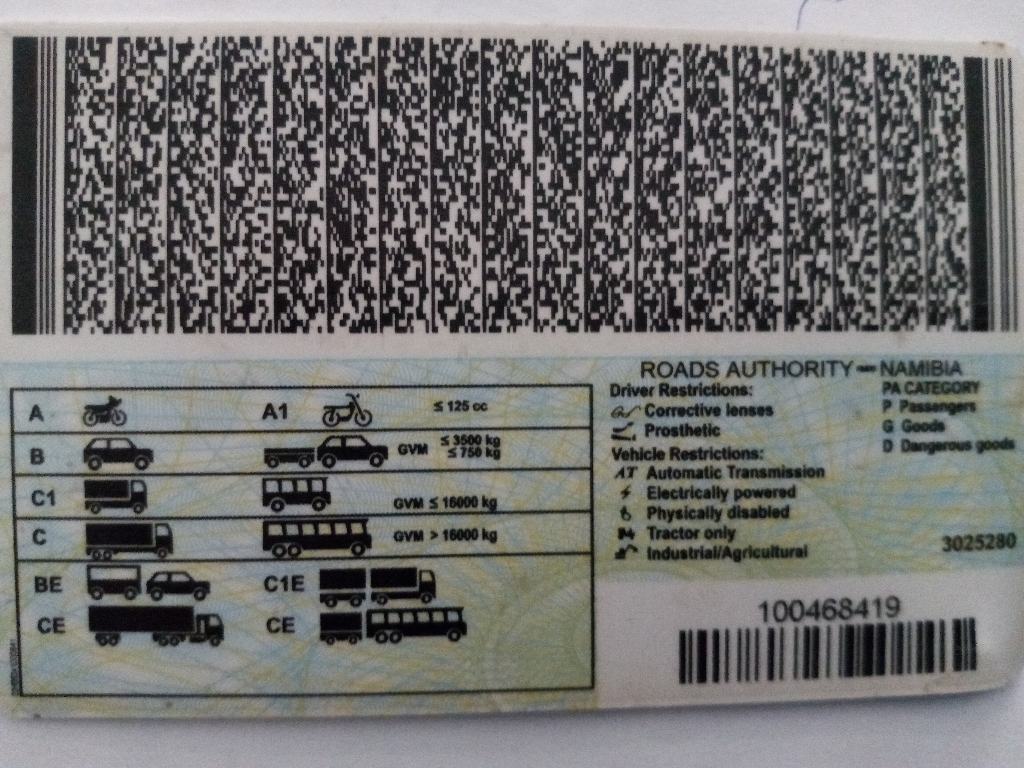 ROADS AUTHORITY - NAMIBIA
Driver Restrictions:
Corrective lenses
Prosthetic
Vehicle Restrictions:
AT Automatic Transmission
Electrically powered
Physically disabled
Tractor only
Industrial/Agricultural
PA CATEGORY
P Passengers
G Goods
D Dangerous goods
3025280
A A1 ≤ 125 cc
B GVM ≤ 3500 kg
≤ 750 kg
C1 GVM ≤ 16000 kg
C GVM > 16000 kg
BE C1E
CE CE
100468419